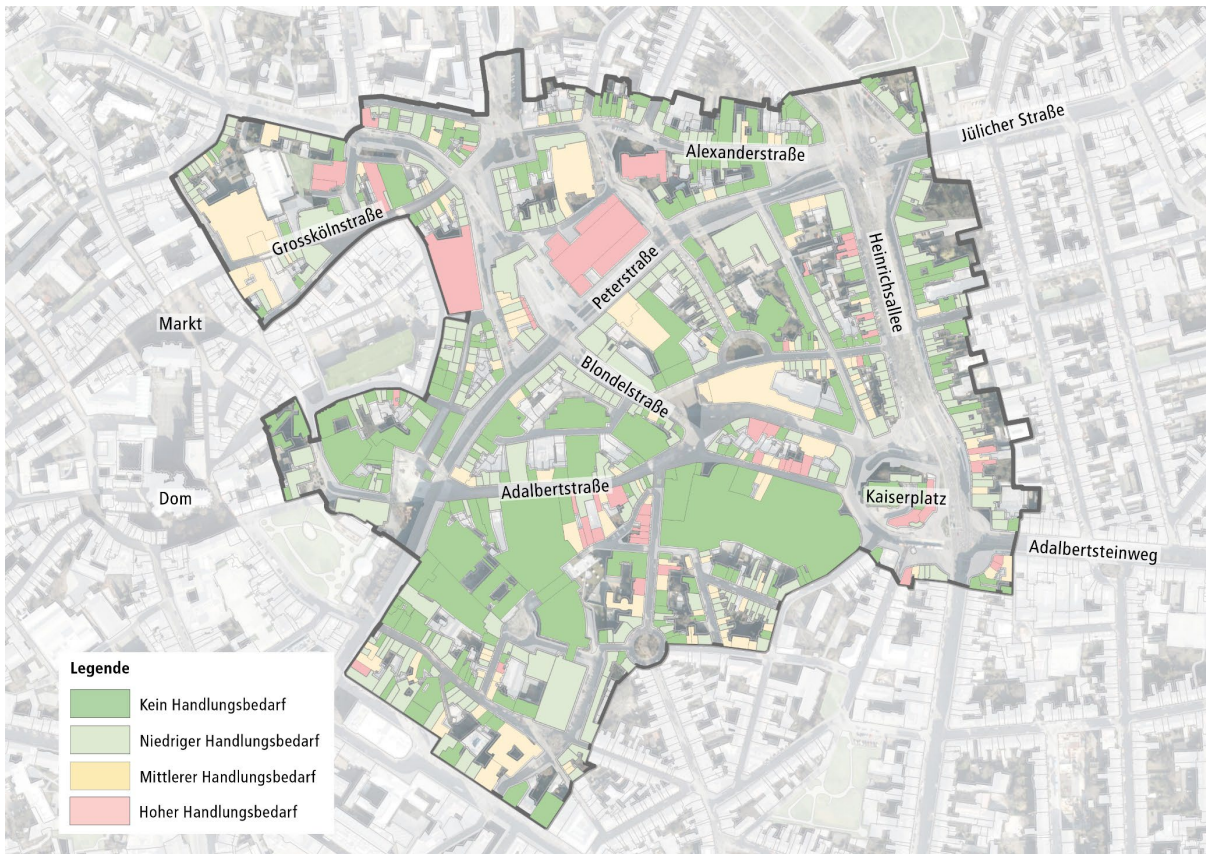 Jülicher Straße
Alexanderstraße
Grosskölnstraße
Heinrichsallee
Peterstraße
Markt
Blondelstraße
Adalbertstraße
Kaiserplatz
Dom
Adalbertsteinweg
Legende
Kein Handlungsbedarf
Niedriger Handlungsbedarf
Mittlerer Handlungsbedarf
Hoher Handlungsbedarf